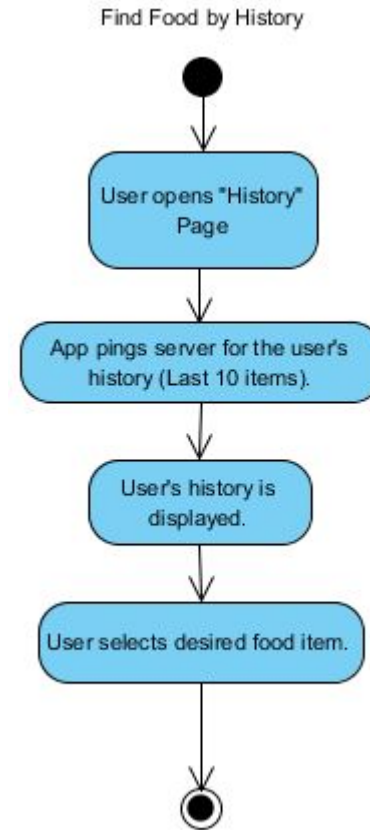 Find Food by History
User opens "History"
Page
App pings server for the user's
history (Last 10 items).
User's history is
displayed.
User selects desired food item.